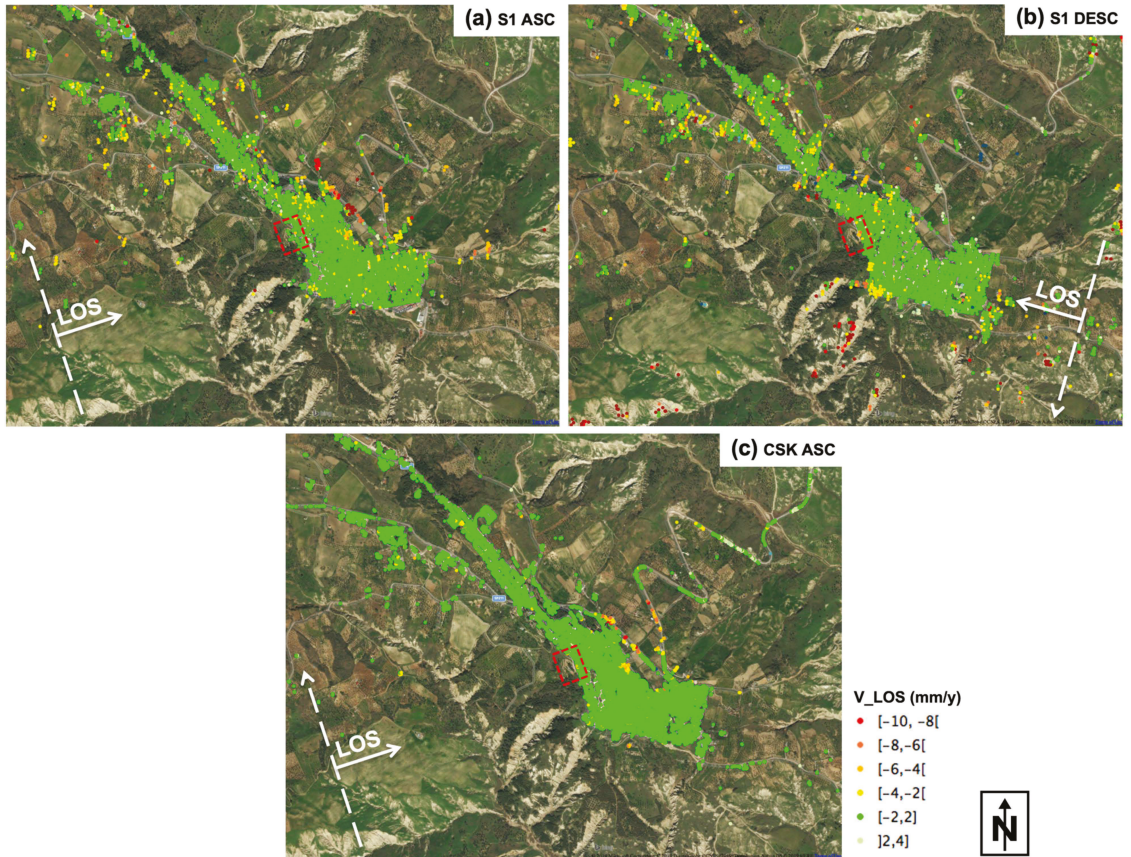 (a) S1 ASC
(b) S1 DESC
LOS
LOS
(c) CSK ASC
LOS
V_LOS (mm/y)
[-10, -8[
[-8,-6[
[-6,-4[
[-4,-2[
[-2,2]
]2,4]
N